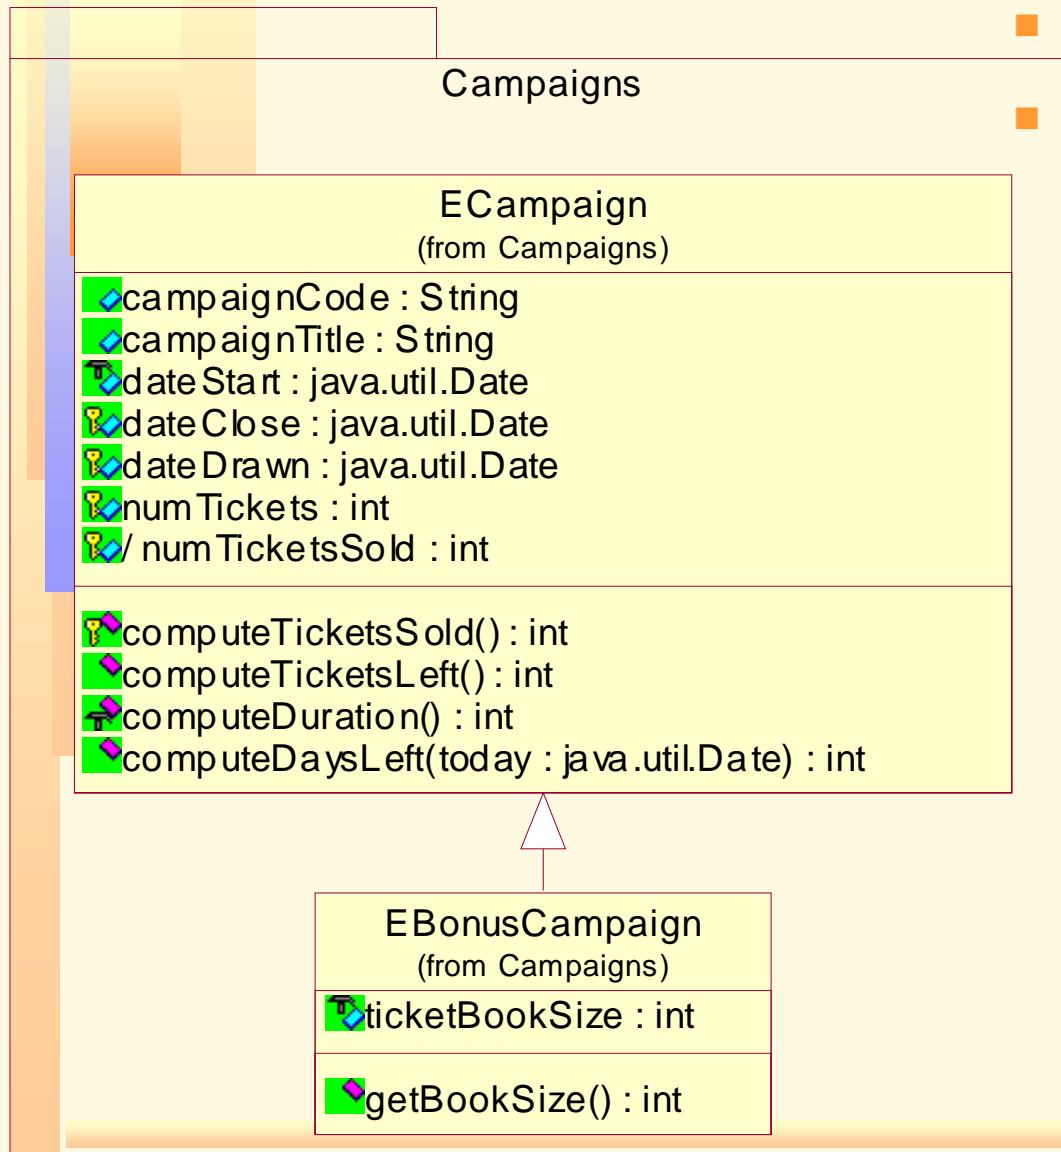 Campaigns
ECampaign
(from Campaigns)
campaignCode : String
campaignTitle : String
dateStart : java.util.Date
dateClose : java.util.Date
dateDrawn : java.util.Date
numTickets : int
/ numTicketsSold : int
computeTicketsSold() : int
computeTicketsLeft() : int
computeDuration() : int
computeDaysLeft(today : java.util.Date) : int
EBonusCampaign
(from Campaigns)
ticketBookSize : int
getBookSize() : int